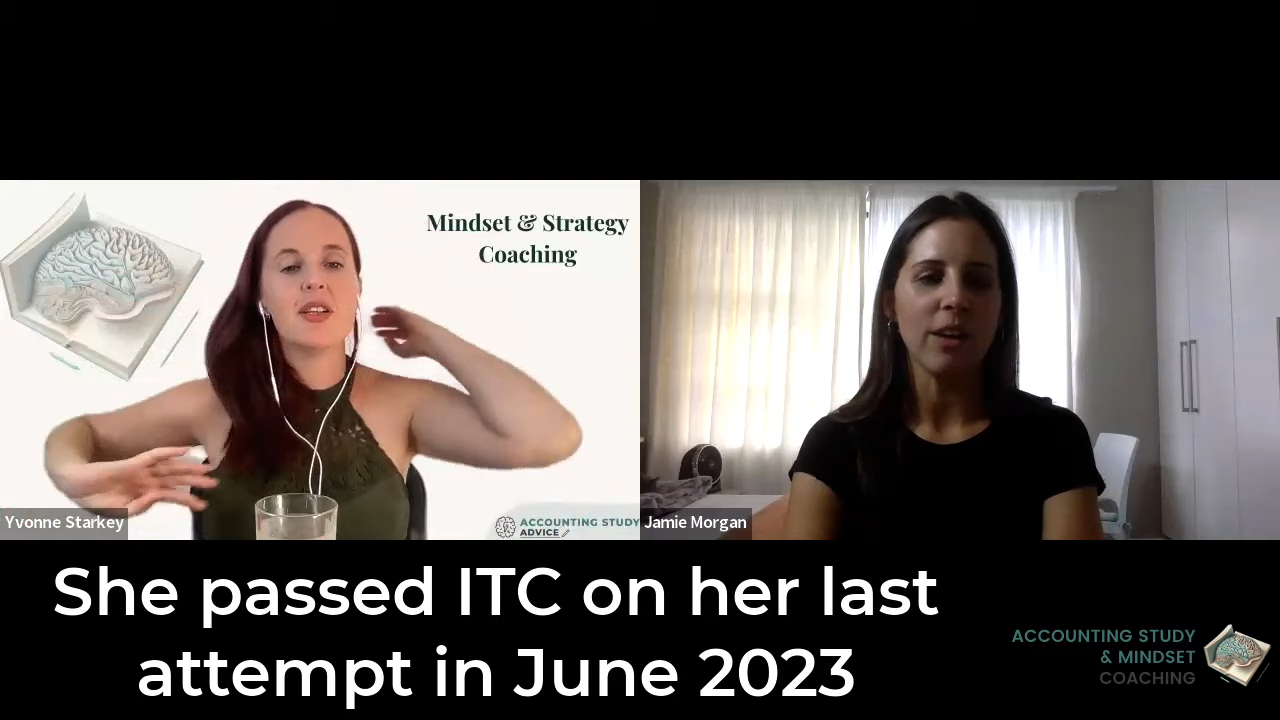 Mindset & Strategy
Coaching
Yvonne Starkey
ACCOUNTING STUDY
ADVICE
Jamie Morgan
She passed ITC on her last
attempt in June 2023
ACCOUNTING STUDY
& MINDSET
COACHING